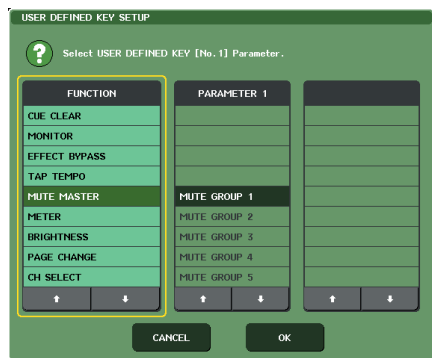 USER DEFINED KEY SETUP
?
Select USER DEFINED KEY [No.1] Parameter.
FUNCTION
PARAMETER 1
CUE CLEAR
MONITOR
EFFECT BYPASS
TAP TEMPO
MUTE MASTER
MUTE GROUP 1
METER
MUTE GROUP 2
BRIGHTNESS
MUTE GROUP 3
PAGE CHANGE
MUTE GROUP 4
CH SELECT
MUTE GROUP 5
CANCEL
OK